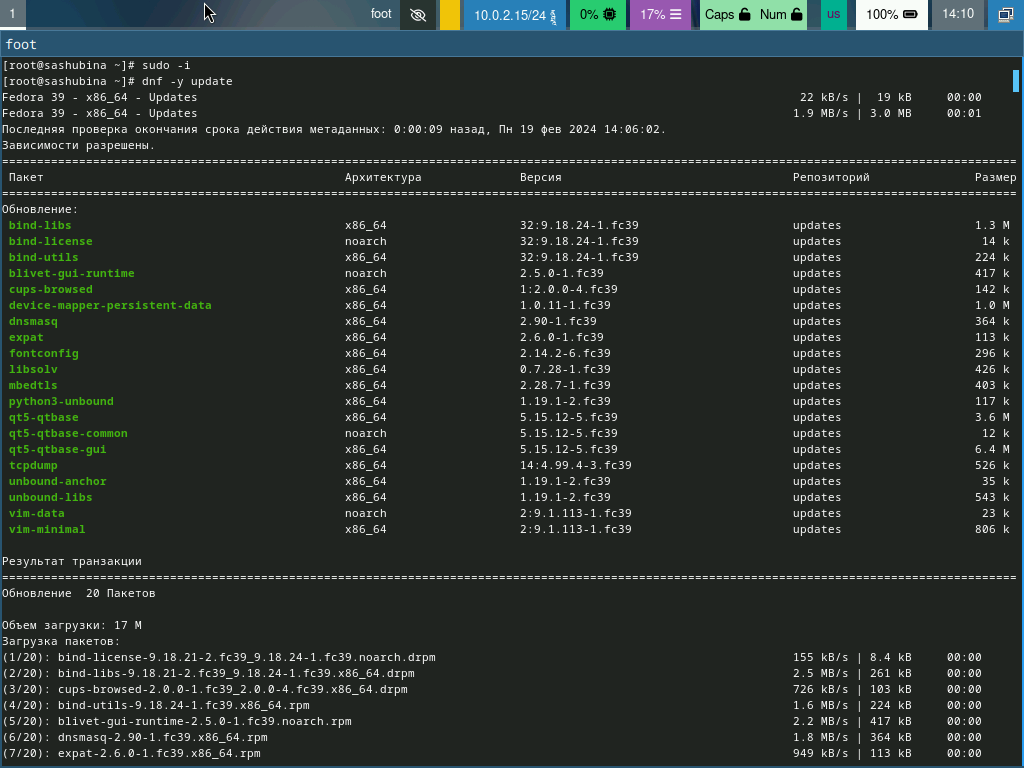 1 foot 10.0.2.15/24 0% 17% Caps Num us 100% 14:10
foot
[root@sashubina ~]# sudo -i
[root@sashubina ~]# dnf -y update
Fedora 39 - x86_64 - Updates 22 kB/s | 19 kB 00:00
Fedora 39 - x86_64 - Updates 1.9 MB/s | 3.0 MB 00:01
Последняя проверка окончания срока действия метаданных: 0:00:09 назад, Пн 19 фев 2024 14:06:02.
Зависимости разрешены.
Пакет Архитектура Версия Репозиторий Размер
Обновление:
bind-libs x86_64 32:9.18.24-1.fc39 updates 1.3 M
bind-license noarch 32:9.18.24-1.fc39 updates 14 k
bind-utils x86_64 32:9.18.24-1.fc39 updates 224 k
blivet-gui-runtime noarch 2.5.0-1.fc39 updates 417 k
cups-browsed x86_64 1:2.0.0-4.fc39 updates 142 k
device-mapper-persistent-data x86_64 1.0.11-1.fc39 updates 1.0 M
dnsmasq x86_64 2.90-1.fc39 updates 364 k
expat x86_64 2.6.0-1.fc39 updates 113 k
fontconfig x86_64 2.14.2-6.fc39 updates 296 k
libsolv x86_64 0.7.28-1.fc39 updates 426 k
mbedtls x86_64 2.28.7-1.fc39 updates 403 k
python3-unbound x86_64 1.19.1-2.fc39 updates 117 k
qt5-qtbase x86_64 5.15.12-5.fc39 updates 3.6 M
qt5-qtbase-common noarch 5.15.12-5.fc39 updates 12 k
qt5-qtbase-gui x86_64 5.15.12-5.fc39 updates 6.4 M
tcpdump x86_64 14:4.99.4-3.fc39 updates 526 k
unbound-anchor x86_64 1.19.1-2.fc39 updates 35 k
unbound-libs x86_64 1.19.1-2.fc39 updates 543 k
vim-data noarch 2:9.1.113-1.fc39 updates 23 k
vim-minimal x86_64 2:9.1.113-1.fc39 updates 806 k
Результат транзакции
Обновление 20 Пакетов
Объем загрузки: 17 M
Загрузка пакетов:
(1/20): bind-license-9.18.21-2.fc39_9.18.24-1.fc39.noarch.drpm 155 kB/s | 8.4 kB 00:00
(2/20): bind-libs-9.18.21-2.fc39_9.18.24-1.fc39.x86_64.drpm 2.5 MB/s | 261 kB 00:00
(3/20): cups-browsed-2.0.0-1.fc39_2.0.0-4.fc39.x86_64.drpm 726 kB/s | 103 kB 00:00
(4/20): bind-utils-9.18.24-1.fc39.x86_64.rpm 1.6 MB/s | 224 kB 00:00
(5/20): blivet-gui-runtime-2.5.0-1.fc39.noarch.rpm 2.2 MB/s | 417 kB 00:00
(6/20): dnsmasq-2.90-1.fc39.x86_64.rpm 1.8 MB/s | 364 kB 00:00
(7/20): expat-2.6.0-1.fc39.x86_64.rpm 949 kB/s | 113 kB 00:00